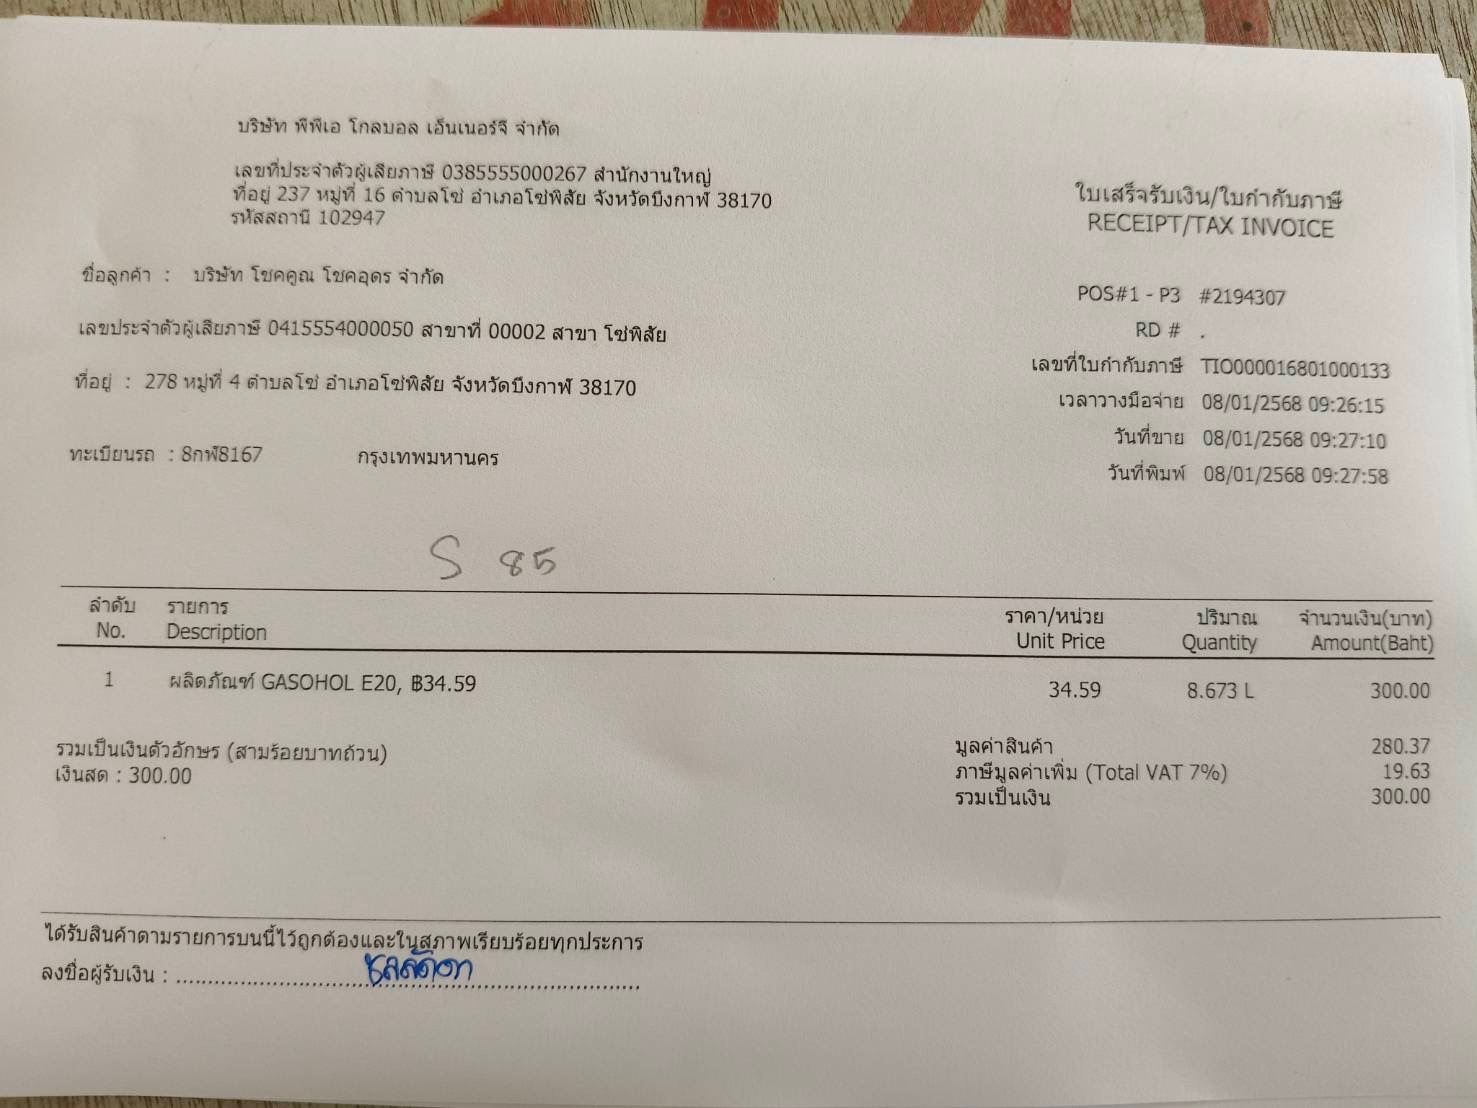 บริษัท พีพีเอ โกลบอล เอ็นเนอร์จี จำกัด
เลขที่ประจำตัวผู้เสียภาษี 0385555000267 สำนักงานใหญ่
ที่อยู่ 237 หมู่ที่ 16 ตำบลโซ่ อำเภอโซ่พิสัย จังหวัดบึงกาฬ 38170
รหัสสถานี 102947
ใบเสร็จรับเงิน/ใบกำกับภาษี
RECEIPT/TAX INVOICE
ชื่อลูกค้า : บริษัท โชคคูณ โชคอุดร จำกัด
เลขประจำตัวผู้เสียภาษี 0415554000050 สาขาที่ 00002 สาขา โซ่พิสัย
ที่อยู่ : 278 หมู่ที่ 4 ตำบลโซ่ อำเภอโซ่พิสัย จังหวัดบึงกาฬ 38170
ทะเบียนรถ : 8กฬ8167 กรุงเทพมหานคร
POS#1 - P3 #2194307
RD # .
เลขที่ใบกำกับภาษี TIO000016801000133
เวลาวางมือจ่าย 08/01/2568 09:26:15
วันที่ขาย 08/01/2568 09:27:10
วันที่พิมพ์ 08/01/2568 09:27:58
S 85
ลำดับ รายการ ราคา/หน่วย ปริมาณ จำนวนเงิน(บาท)
No. Description Unit Price Quantity Amount(Baht)
1 ผลิตภัณฑ์ GASOHOL E20, ฿34.59 34.59 8.673 L 300.00
รวมเป็นเงินตัวอักษร (สามร้อยบาทถ้วน)
เงินสด : 300.00
มูลค่าสินค้า 280.37
ภาษีมูลค่าเพิ่ม (Total VAT 7%) 19.63
รวมเป็นเงิน 300.00
ได้รับสินค้าตามรายการบนนี้ไว้ถูกต้องและในสภาพเรียบร้อยทุกประการ
ลงชื่อผู้รับเงิน :